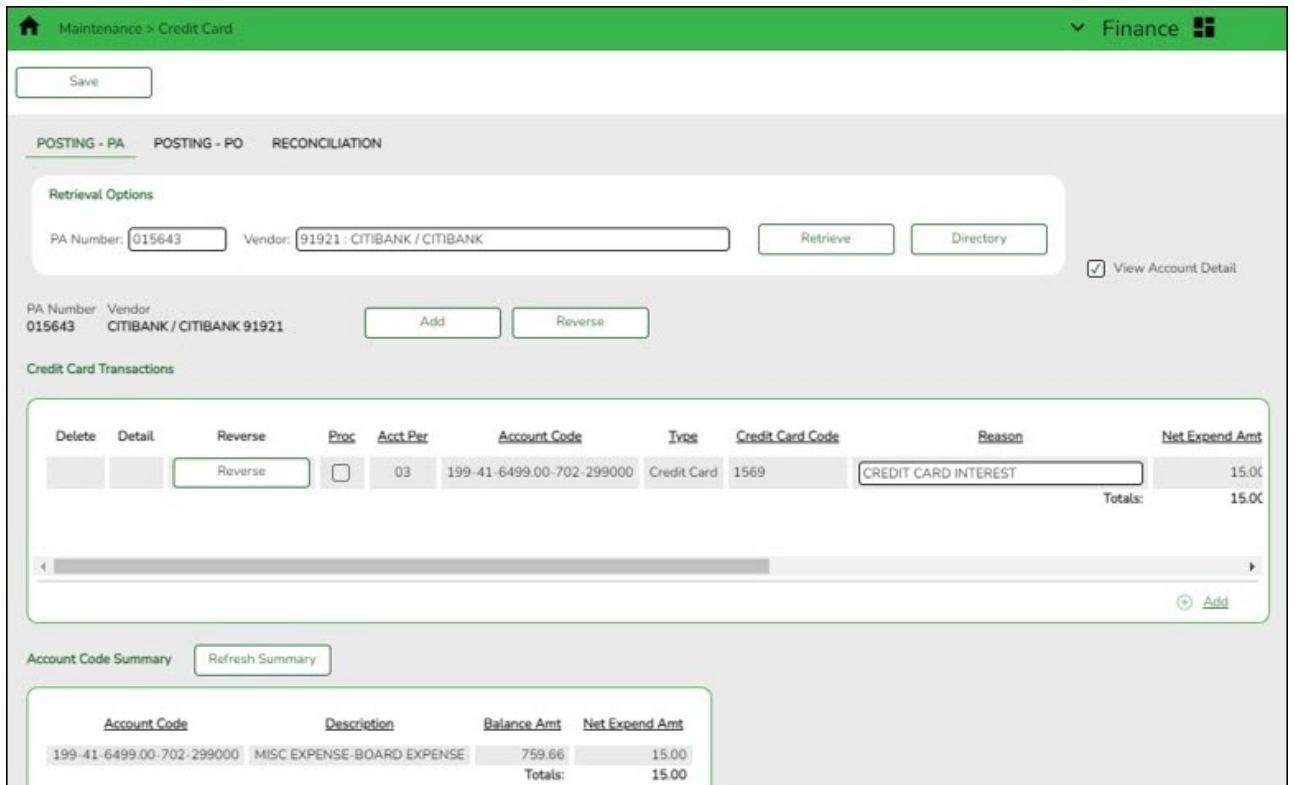 Maintenance > Credit Card Finance
Save
POSTING - PA POSTING - PO RECONCILIATION
Retrieval Options
PA Number: 015643 Vendor: 91921 : CITIBANK / CITIBANK Retrieve Directory
View Account Detail
PA Number Vendor
015643 CITIBANK / CITIBANK 91921 Add Reverse
Credit Card Transactions
Delete Detail Reverse Proc Acct Per Account Code Type Credit Card Code Reason Net Expend Amt
Reverse 03 199-41-6499.00-702-299000 Credit Card 1569 CREDIT CARD INTEREST 15.00
Totals: 15.00
Add
Account Code Summary Refresh Summary
Account Code Description Balance Amt Net Expend Amt
199-41-6499.00-702-299000 MISC EXPENSE-BOARD EXPENSE 759.66 15.00
Totals: 15.00